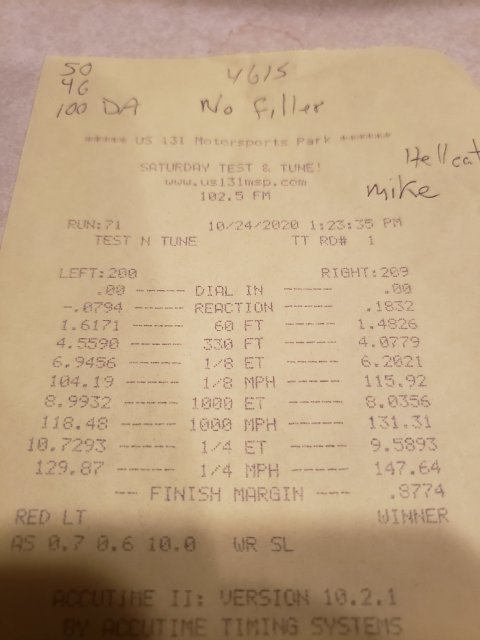 50
46
100 DA
4615
No filler
***** US 131 Motorsports Park ******
Hellcat
mike
SATURDAY TEST & TUNE!
www.us131msp.com
102.5 FM
RUN:71 10/24/2020 1:23:35 PM
TEST N TUNE TT RD# 1
LEFT:200 RIGHT:209
.00 ----- DIAL IN ----- .00
-.0794 ----- REACTION ----- .1832
1.6171 ----- 60 FT ----- 1.4826
4.5590 ----- 330 FT ----- 4.0779
6.9456 ----- 1/8 ET ----- 6.2021
104.19 ----- 1/8 MPH ----- 115.92
8.9932 ----- 1000 ET ----- 8.0356
118.48 ----- 1000 MPH ----- 131.31
10.7293 ----- 1/4 ET ----- 9.5893
129.87 ----- 1/4 MPH ----- 147.64
--- FINISH MARGIN --- .8774
RED LT WINNER
AS 0.7 0.6 10.0 WR SL
ACCUTIME II: VERSION 10.2.1
BY ACCUTIME TIMING SYSTEMS